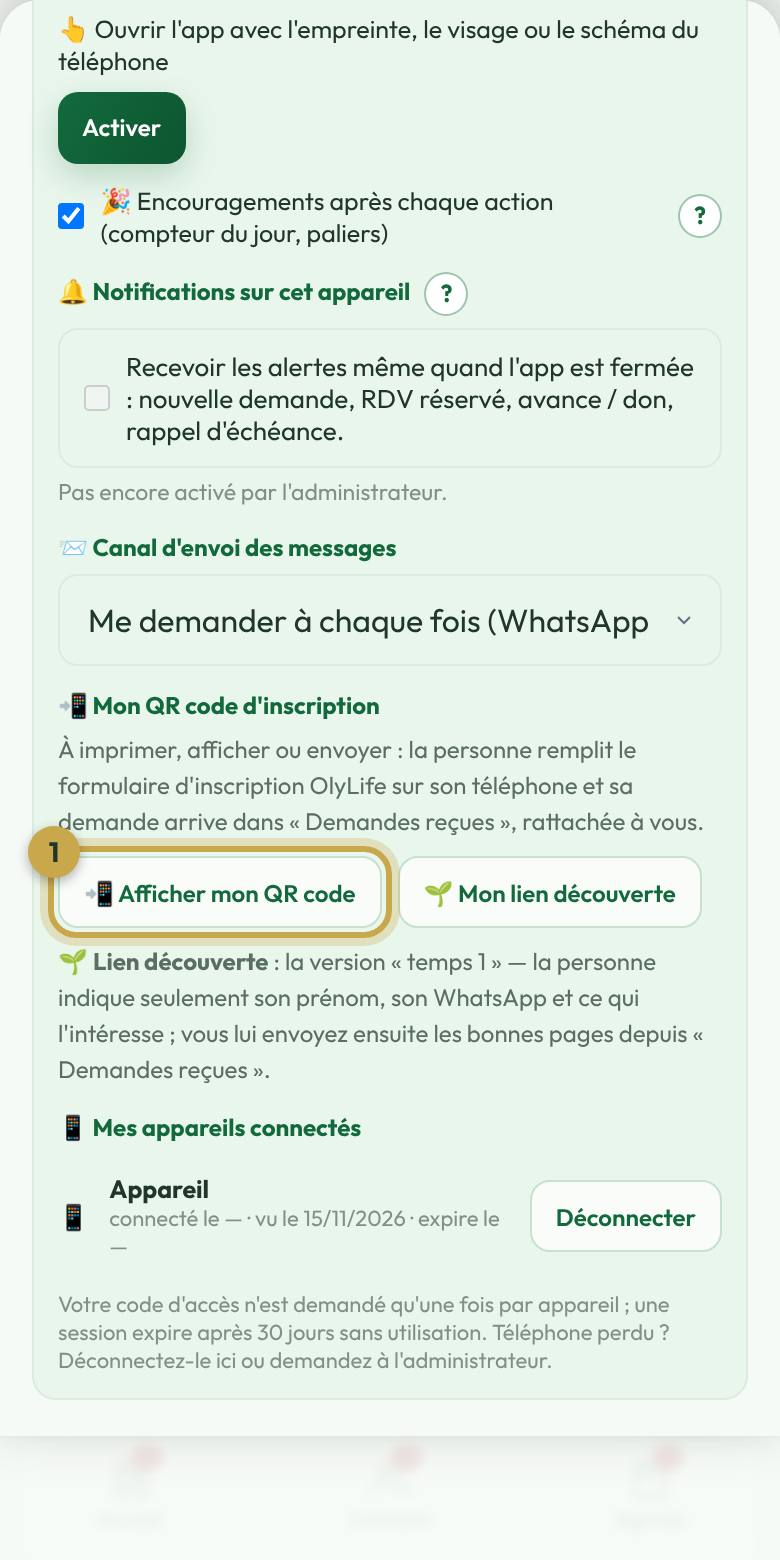 👆 Ouvrir l'app avec l'empreinte, le visage ou le schéma du
téléphone
Activer
🎉 Encouragements après chaque action
(compteur du jour, paliers)
?
🔔 Notifications sur cet appareil
?
Recevoir les alertes même quand l'app est fermée
: nouvelle demande, RDV réservé, avance / don,
rappel d'échéance.
Pas encore activé par l'administrateur.
📨 Canal d'envoi des messages
Me demander à chaque fois (WhatsApp
📲 Mon QR code d'inscription
À imprimer, afficher ou envoyer : la personne remplit le
formulaire d'inscription OlyLife sur son téléphone et sa
demande arrive dans « Demandes reçues », rattachée à vous.
1
📲 Afficher mon QR code
🌱 Mon lien découverte
🌱 Lien découverte : la version « temps 1 » — la personne
indique seulement son prénom, son WhatsApp et ce qui
l'intéresse ; vous lui envoyez ensuite les bonnes pages depuis «
Demandes reçues ».
📱 Mes appareils connectés
📱
Appareil
connecté le — · vu le 15/11/2026 · expire le
—
Déconnecter
Votre code d'accès n'est demandé qu'une fois par appareil ; une
session expire après 30 jours sans utilisation. Téléphone perdu ?
Déconnectez-le ici ou demandez à l'administrateur.